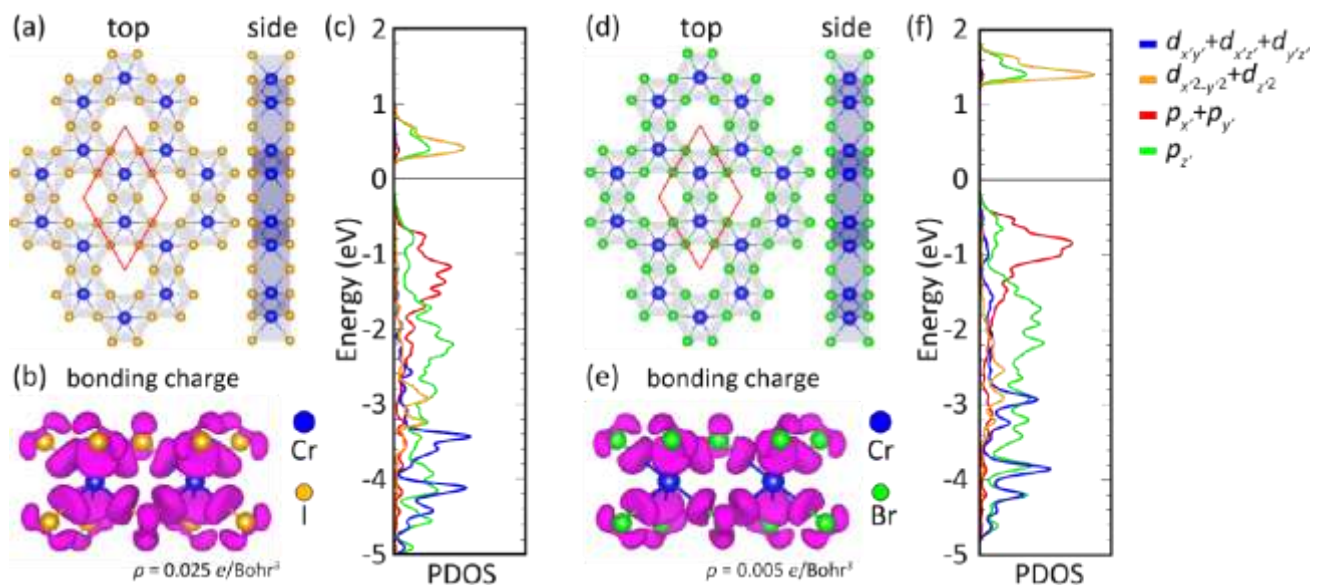 (a)
top
side
(c)
2
1
0
-1
-2
-3
-4
-5
Energy (eV)
PDOS
(d)
top
side
(f)
2
1
0
-1
-2
-3
-4
-5
Energy (eV)
PDOS
d_{x'y'}+d_{x'z'}+d_{y'z'}
d_{x'^2-y'^2}+d_{z'^2}
p_{x'}+p_{y'}
p_{z'}
(b)
bonding charge
Cr
I
ρ = 0.025 e/Bohr³
(e)
bonding charge
Cr
Br
ρ = 0.005 e/Bohr³